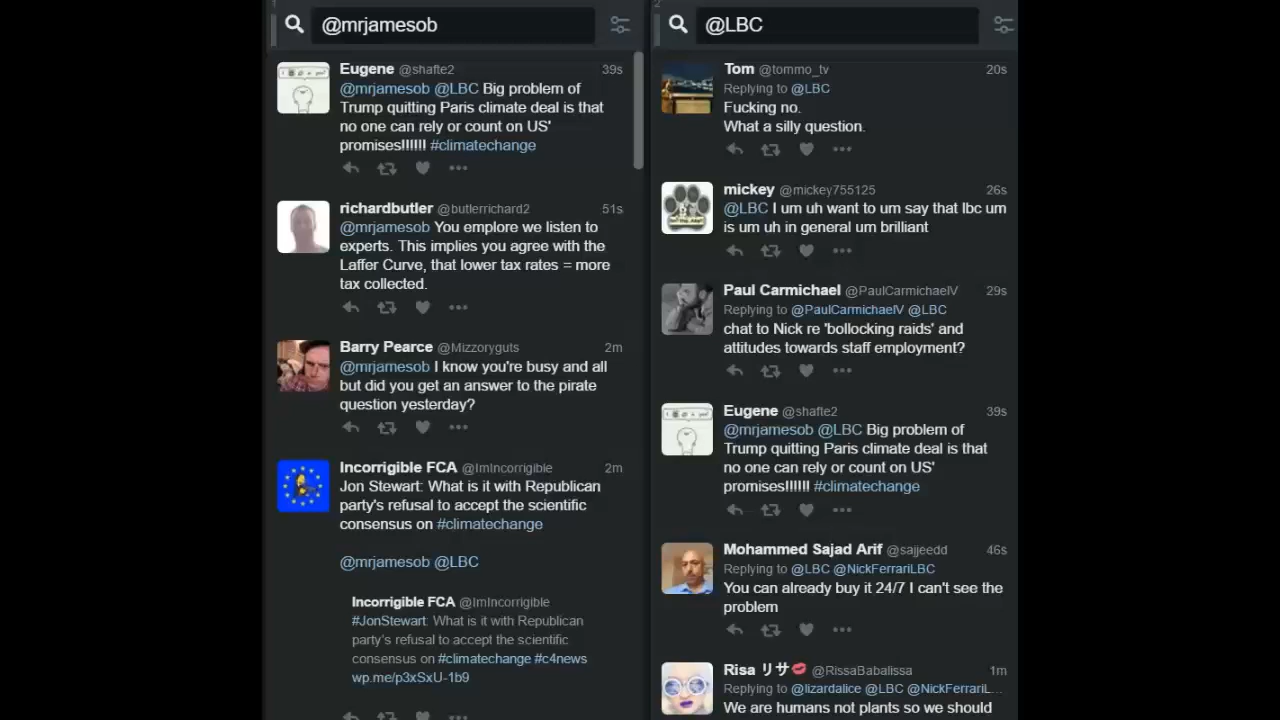 1
@mrjamesob
Eugene @shafte2 39s
@mrjamesob @LBC Big problem of
Trump quitting Paris climate deal is that
no one can rely or count on US'
promises!!!!!! #climatechange
richardbutler @butlerrichard2 51s
@mrjamesob You emplore we listen to
experts. This implies you agree with the
Laffer Curve, that lower tax rates = more
tax collected.
Barry Pearce @Mizzoryguts 2m
@mrjamesob I know you're busy and all
but did you get an answer to the pirate
question yesterday?
Incorrigible FCA @ImIncorrigible 2m
Jon Stewart: What is it with Republican
party's refusal to accept the scientific
consensus on #climatechange
@mrjamesob @LBC
Incorrigible FCA @ImIncorrigible
#JonStewart: What is it with Republican
party's refusal to accept the scientific
consensus on #climatechange #c4news
wp.me/p3xSxU-1b9
2
@LBC
Tom @tommo_tv 20s
Replying to @LBC
Fucking no.
What a silly question.
mickey @mickey755125 26s
@LBC I um uh want to um say that lbc um
is um uh in general um brilliant
Paul Carmichael @PaulCarmichaelV 29s
Replying to @PaulCarmichaelV @LBC
chat to Nick re 'bollocking raids' and
attitudes towards staff employment?
Eugene @shafte2 39s
@mrjamesob @LBC Big problem of
Trump quitting Paris climate deal is that
no one can rely or count on US'
promises!!!!!! #climatechange
Mohammed Sajad Arif @sajjeedd 46s
Replying to @LBC @NickFerrariLBC
You can already buy it 24/7 I can't see the
problem
Risa リサ💋 @RissaBabalissa 1m
Replying to @lizardalice @LBC @NickFerrariL...
We are humans not plants so we should